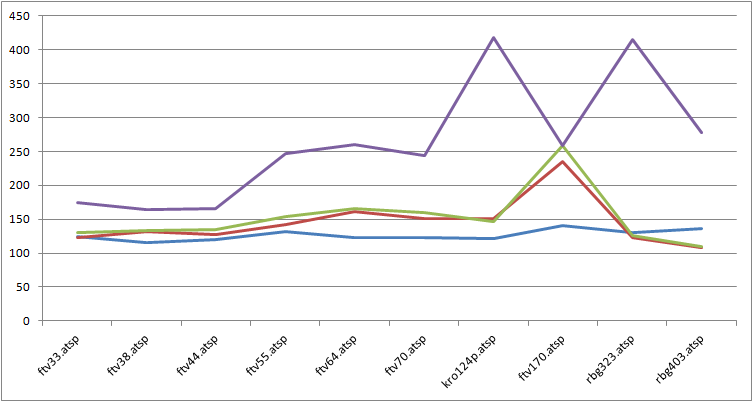 450
400
350
300
250
200
150
100
50
0
ftv33.atsp
ftv38.atsp
ftv44.atsp
ftv55.atsp
ftv64.atsp
ftv70.atsp
kro124p.atsp
ftv170.atsp
rbg323.atsp
rbg403.atsp